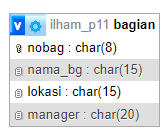 v ilham_p11 bagian
nobag : char(8)
nama_bg : char(15)
lokasi : char(15)
manager : char(20)